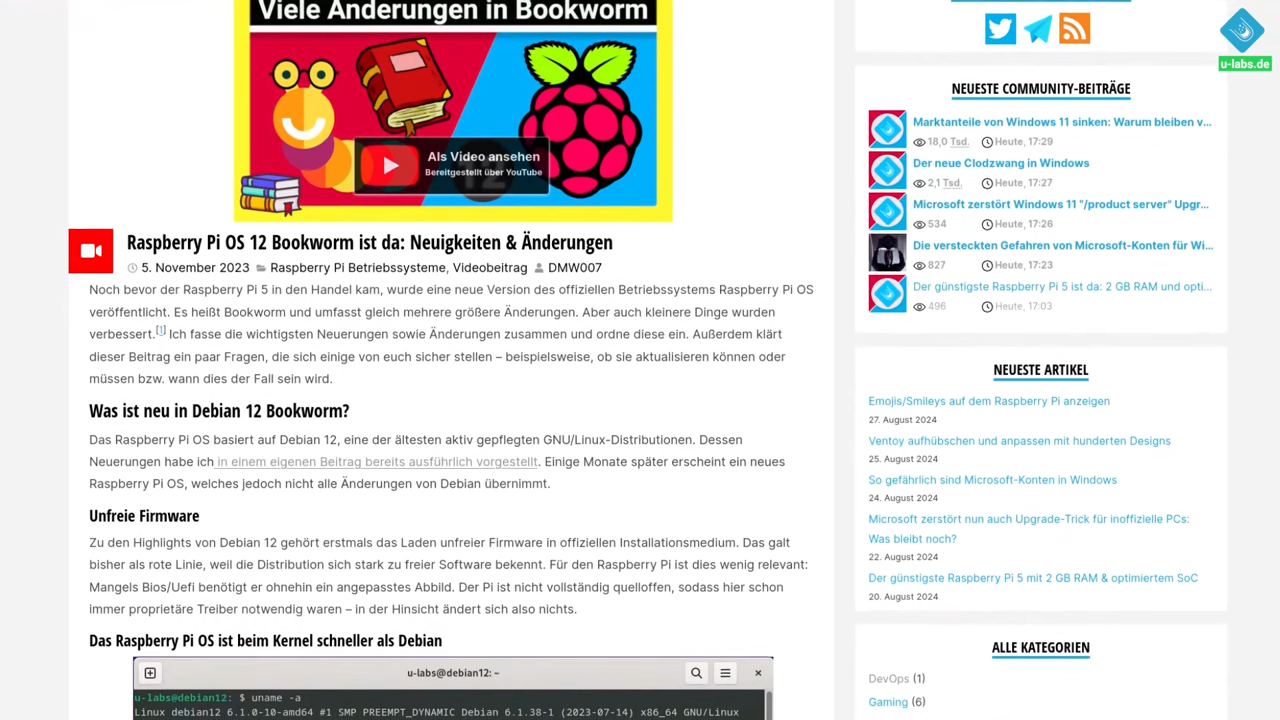 Viele Änderungen in Bookworm
Als Video ansehen
Bereitgestellt über YouTube
12
Raspberry Pi OS 12 Bookworm ist da: Neuigkeiten & Änderungen
5. November 2023 Raspberry Pi Betriebssysteme, Videobeitrag DMW007
Noch bevor der Raspberry Pi 5 in den Handel kam, wurde eine neue Version des offiziellen Betriebssystems Raspberry Pi OS
veröffentlicht. Es heißt Bookworm und umfasst gleich mehrere größere Änderungen. Aber auch kleinere Dinge wurden
verbessert.[1] Ich fasse die wichtigsten Neuerungen sowie Änderungen zusammen und ordne diese ein. Außerdem klärt
dieser Beitrag ein paar Fragen, die sich einige von euch sicher stellen – beispielsweise, ob sie aktualisieren können oder
müssen bzw. wann dies der Fall sein wird.
Was ist neu in Debian 12 Bookworm?
Das Raspberry Pi OS basiert auf Debian 12, eine der ältesten aktiv gepflegten GNU/Linux-Distributionen. Dessen
Neuerungen habe ich in einem eigenen Beitrag bereits ausführlich vorgestellt. Einige Monate später erscheint ein neues
Raspberry Pi OS, welches jedoch nicht alle Änderungen von Debian übernimmt.
Unfreie Firmware
Zu den Highlights von Debian 12 gehört erstmals das Laden unfreier Firmware in offiziellen Installationsmedium. Das galt
bisher als rote Linie, weil die Distribution sich stark zu freier Software bekennt. Für den Raspberry Pi ist dies wenig relevant:
Mangels Bios/Uefi benötigt er ohnehin ein angepasstes Abbild. Der Pi ist nicht vollständig quelloffen, sodass hier schon
immer proprietäre Treiber notwendig waren – in der Hinsicht ändert sich also nichts.
Das Raspberry Pi OS ist beim Kernel schneller als Debian
u-labs@debian12: ~
u-labs@debian12: $ uname -a
Linux debian12 6.1.0-10-amd64 #1 SMP PREEMPT_DYNAMIC Debian 6.1.38-1 (2023-07-14) x86_64 GNU/Linux
u-labs.de
NEUESTE COMMUNITY-BEITRÄGE
Marktanteile von Windows 11 sinken: Warum bleiben v...
18,0 Tsd. Heute, 17:29
Der neue Clodzwang in Windows
2,1 Tsd. Heute, 17:27
Microsoft zerstört Windows 11 "/product server" Upgr...
534 Heute, 17:26
Die versteckten Gefahren von Microsoft-Konten für Wi...
827 Heute, 17:23
Der günstigste Raspberry Pi 5 ist da: 2 GB RAM und opti...
496 Heute, 17:03
NEUESTE ARTIKEL
Emojis/Smileys auf dem Raspberry Pi anzeigen
27. August 2024
Ventoy aufhübschen und anpassen mit hunderten Designs
25. August 2024
So gefährlich sind Microsoft-Konten in Windows
24. August 2024
Microsoft zerstört nun auch Upgrade-Trick für inoffizielle PCs:
Was bleibt noch?
22. August 2024
Der günstigste Raspberry Pi 5 mit 2 GB RAM & optimiertem SoC
20. August 2024
ALLE KATEGORIEN
DevOps (1)
Gaming (6)